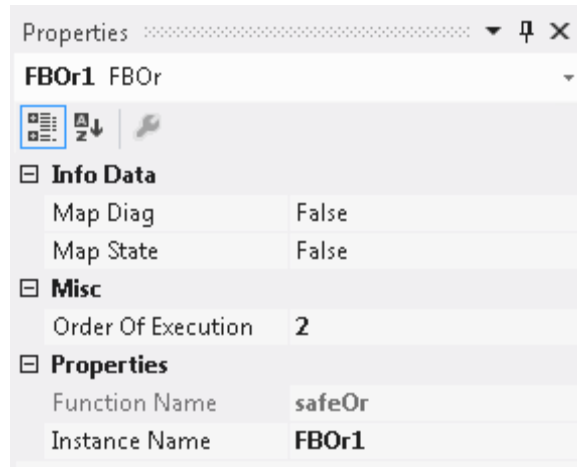 Properties
FBOr1 FBOr
Info Data
Map Diag False
Map State False
Misc
Order Of Execution 2
Properties
Function Name safeOr
Instance Name FBOr1